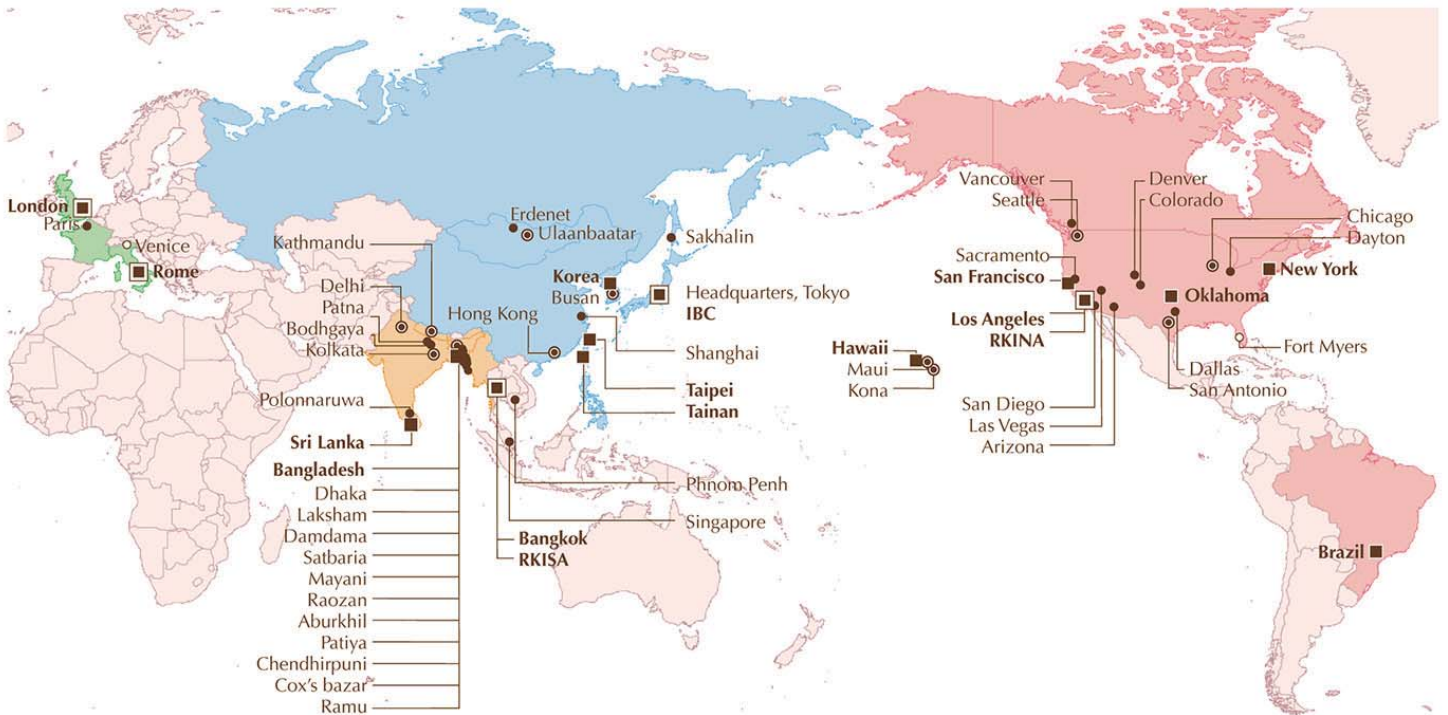 London
Paris
Venice
Rome
Kathmandu
Delhi
Patna
Bodhgaya
Kolkata
Polonnaruwa
Sri Lanka
Bangladesh
Dhaka
Laksham
Damdama
Satbaria
Mayani
Raozan
Aburkhil
Patiya
Chendhirpuni
Cox's bazar
Ramu
Erdenet
Ulaanbaatar
Sakhalin
Korea
Busan
Headquarters, Tokyo
IBC
Hong Kong
Shanghai
Taipei
Tainan
Phnom Penh
Singapore
Bangkok
RKISA
Vancouver
Seattle
Sacramento
San Francisco
Los Angeles
RKINA
Hawaii
Maui
Kona
San Diego
Las Vegas
Arizona
Denver
Colorado
Chicago
Dayton
New York
Oklahoma
Fort Myers
Dallas
San Antonio
Brazil